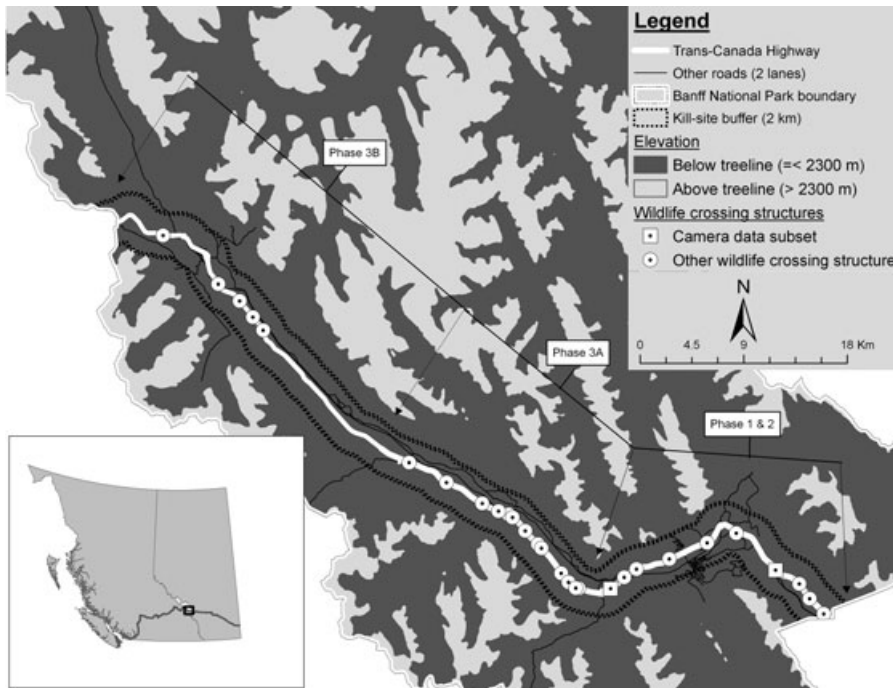 Legend
Trans-Canada Highway
Other roads (2 lanes)
Banff National Park boundary
Kill-site buffer (2 km)
Elevation
Below treeline (=< 2300 m)
Above treeline (> 2300 m)
Wildlife crossing structures
Camera data subset
Other wildlife crossing structure
N
0 4.5 9 18 Km
Phase 3B
Phase 3A
Phase 1 & 2